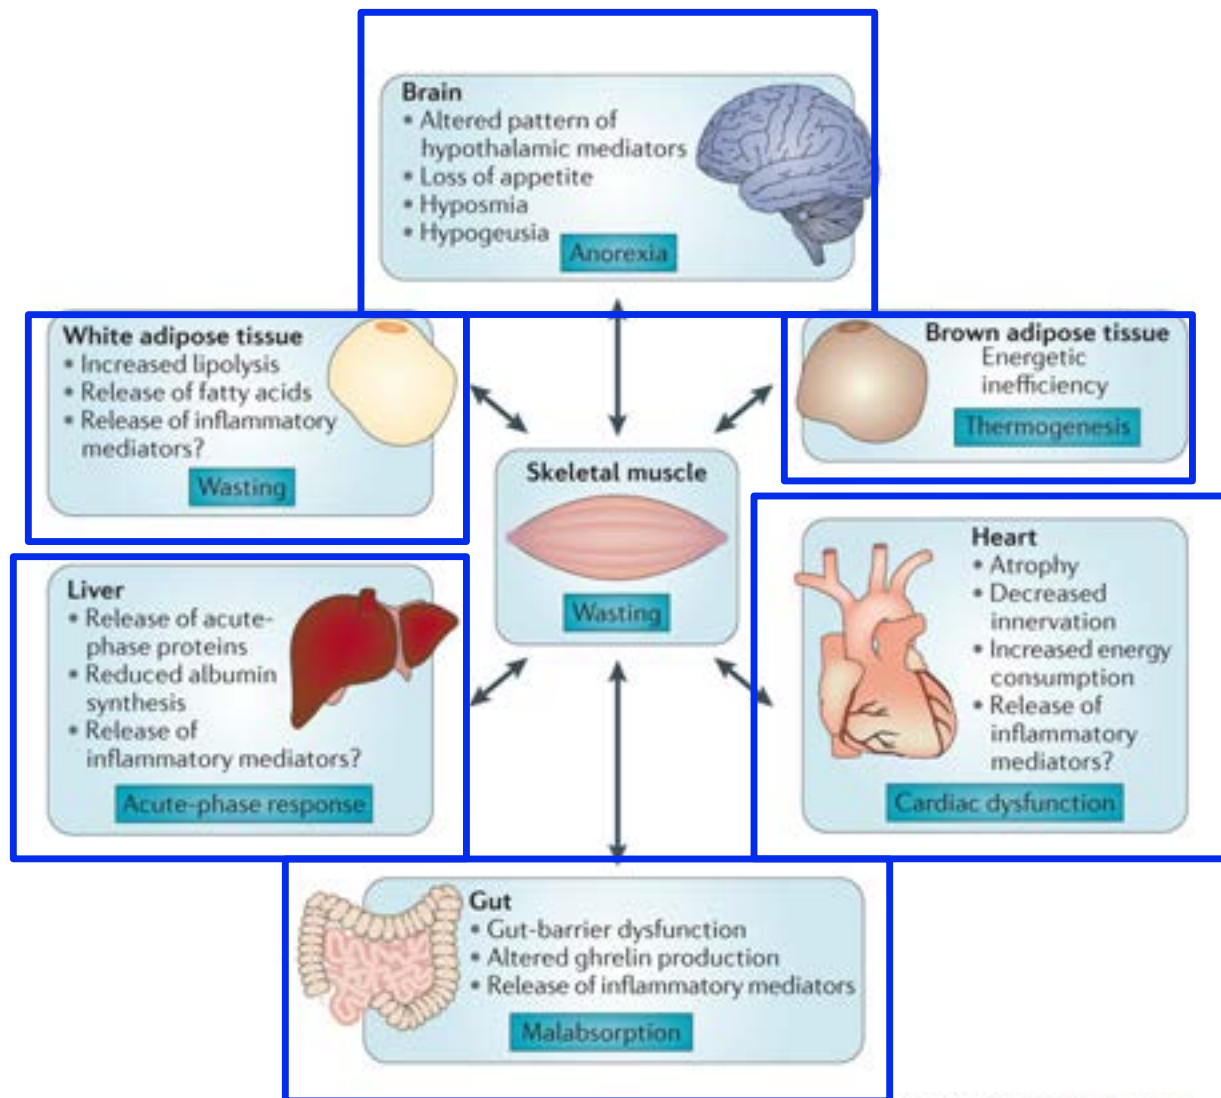 Brain
• Altered pattern of
hypothalamic mediators
• Loss of appetite
• Hyposmia
• Hypogeusia
Anorexia
White adipose tissue
• Increased lipolysis
• Release of fatty acids
• Release of inflammatory
mediators?
Wasting
Brown adipose tissue
Energetic
inefficiency
Thermogenesis
Skeletal muscle
Wasting
Liver
• Release of acute-
phase proteins
• Reduced albumin
synthesis
• Release of
inflammatory mediators?
Acute-phase response
Heart
• Atrophy
• Decreased
innervation
• Increased energy
consumption
• Release of
inflammatory
mediators?
Cardiac dysfunction
Gut
• Gut-barrier dysfunction
• Altered ghrelin production
• Release of inflammatory mediators
Malabsorption